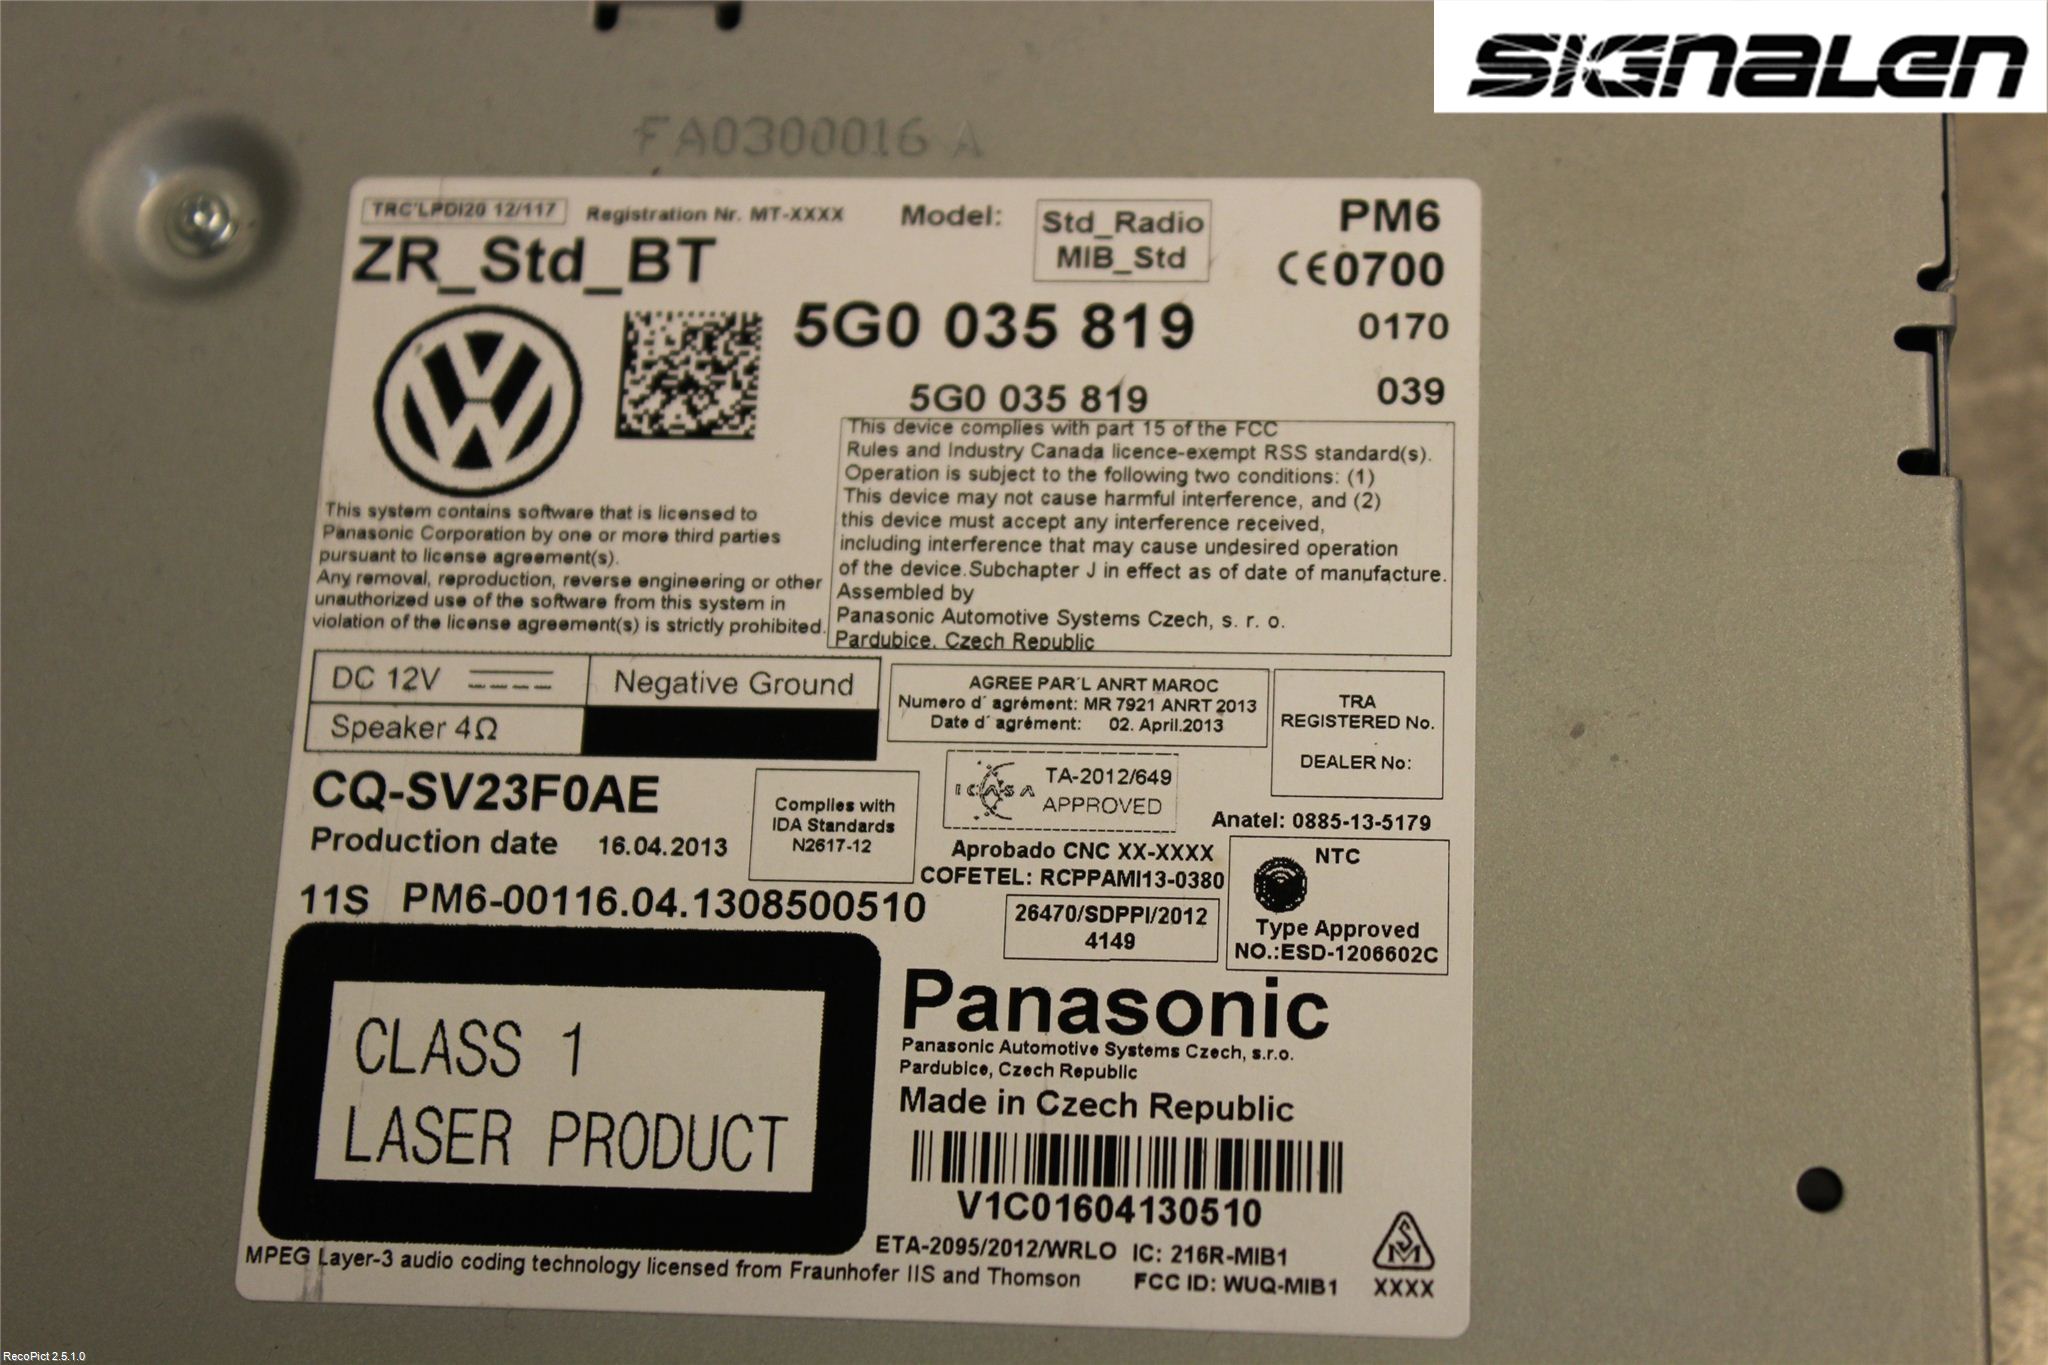 SIGNALEN
FA0300016 A
TRC'LPDI20 12/117
Registration Nr. MT-XXXX
Model:
Std_Radio
MIB_Std
PM6
ZR_Std_BT
CE0700
5G0 035 819
0170
5G0 035 819
039
This device complies with part 15 of the FCC
Rules and Industry Canada licence-exempt RSS standard(s).
Operation is subject to the following two conditions: (1)
This device may not cause harmful interference, and (2)
this device must accept any interference received,
including interference that may cause undesired operation
of the device.Subchapter J in effect as of date of manufacture.
Assembled by
Panasonic Automotive Systems Czech, s. r. o.
Pardubice, Czech Republic
This system contains software that is licensed to
Panasonic Corporation by one or more third parties
pursuant to license agreement(s).
Any removal, reproduction, reverse engineering or other
unauthorized use of the software from this system in
violation of the license agreement(s) is strictly prohibited.
DC 12V
Negative Ground
Speaker 4Ω
AGREE PAR'L ANRT MAROC
Numero d´ agrément: MR 7921 ANRT 2013
Date d´ agrément: 02. April.2013
TRA
REGISTERED No.
DEALER No:
CQ-SV23F0AE
Production date 16.04.2013
Complies with
IDA Standards
N2617-12
ICASA
TA-2012/649
APPROVED
Anatel: 0885-13-5179
Aprobado CNC XX-XXXX
COFETEL: RCPPAMI13-0380
NTC
Type Approved
NO.:ESD-1206602C
11S PM6-00116.04.1308500510
26470/SDPPI/2012
4149
CLASS 1
LASER PRODUCT
Panasonic
Panasonic Automotive Systems Czech, s.r.o.
Pardubice, Czech Republic
Made in Czech Republic
V1C01604130510
ETA-2095/2012/WRLO IC: 216R-MIB1
FCC ID: WUQ-MIB1
XXXX
MPEG Layer-3 audio coding technology licensed from Fraunhofer IIS and Thomson
RecoPict 2.5.1.0